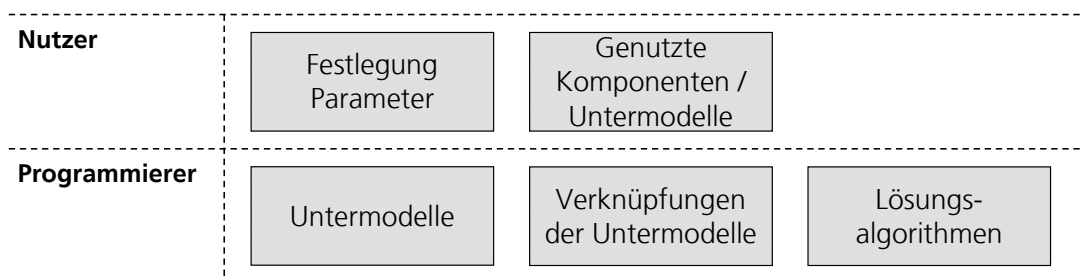 Nutzer
Festlegung
Parameter
Genutzte
Komponenten /
Untermodelle
Programmierer
Untermodelle
Verknüpfungen
der Untermodelle
Lösungs-
algorithmen